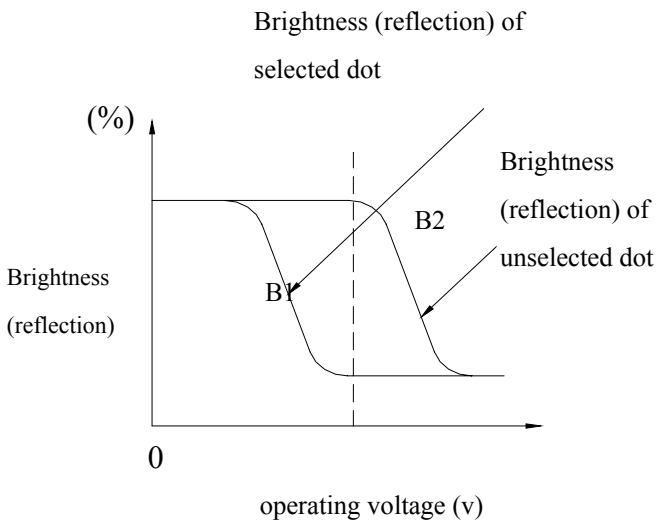 Brightness (reflection) of
selected dot
(%)
Brightness
(reflection) of
unselected dot
B2
B1
Brightness
(reflection)
0
operating voltage (v)